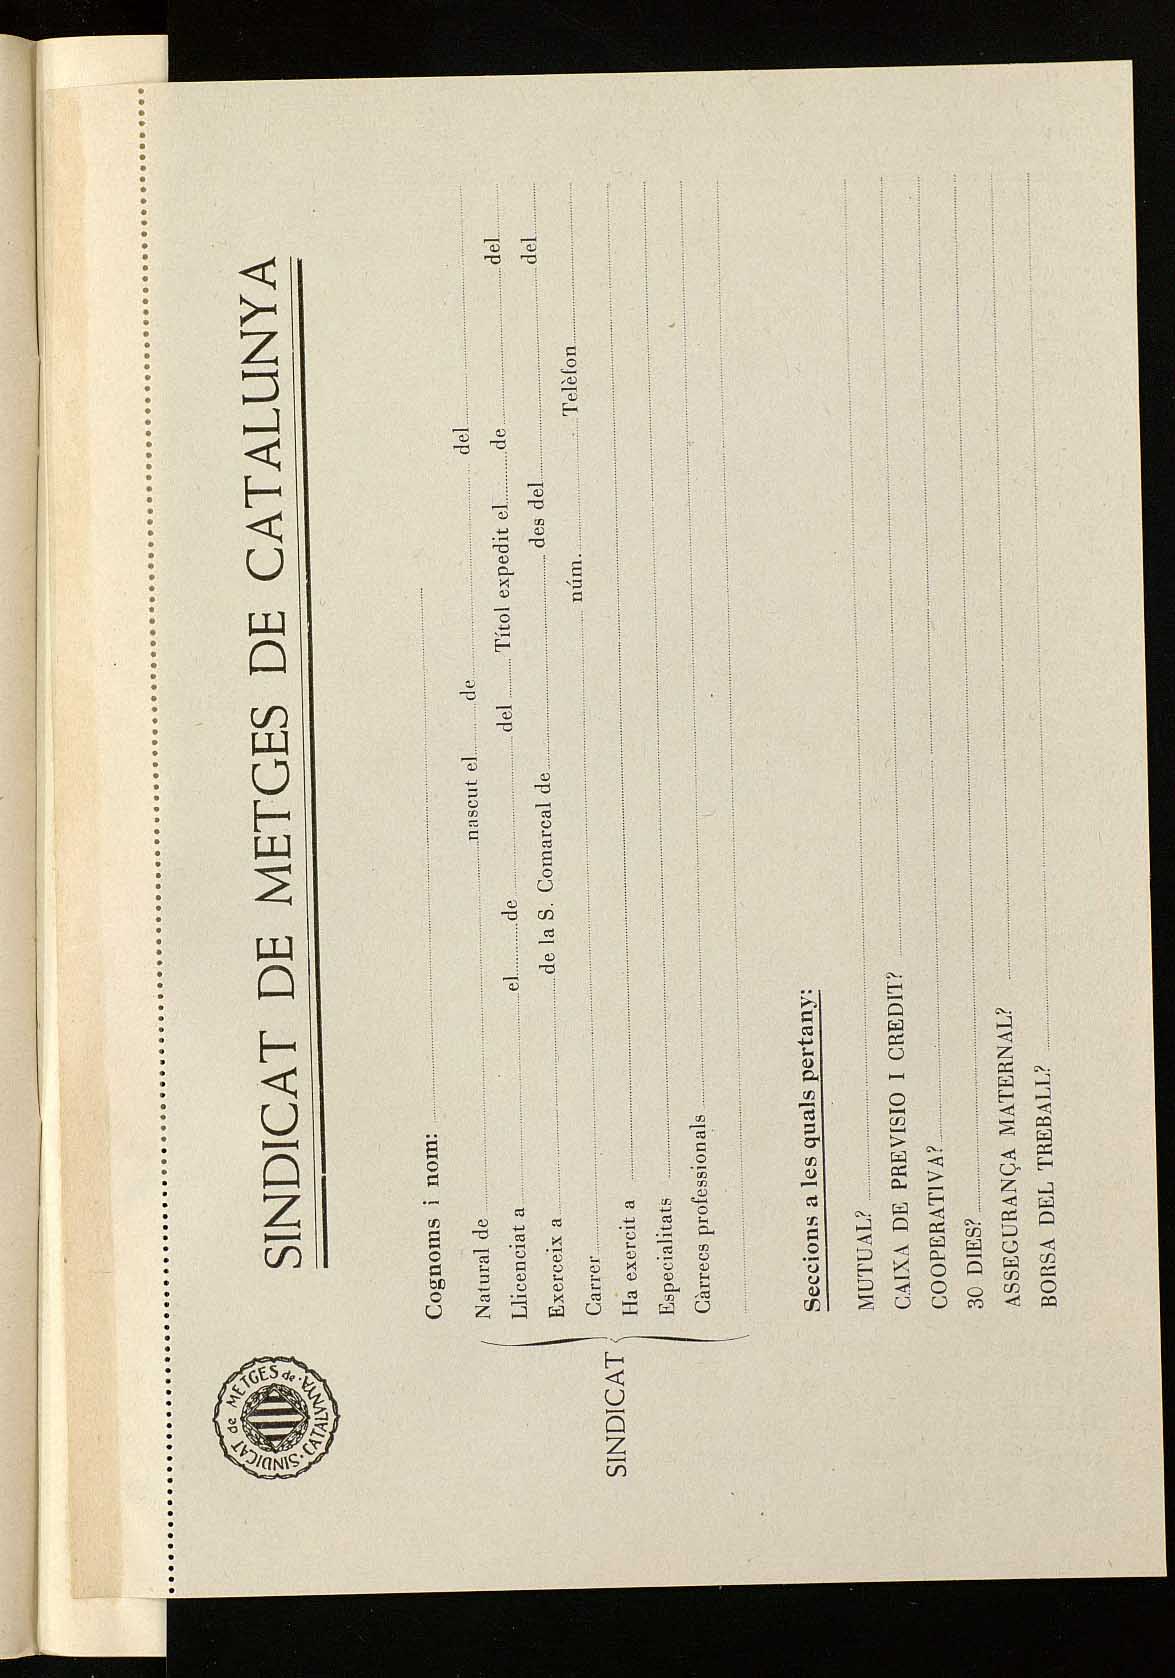 SINDICAT de METGES de CATALVNYA
SINDICAT DE METGES DE CATALUNYA
Cognoms i nom:
Natural de nascut el de del
Llicenciat a el de del Títol expedit el de del
Exerceix a de la S. Comarcal de des del del
Carrer núm. Telèfon
Ha exercit a
Especialitats
Càrrecs professionals
SINDICAT
Seccions a les quals pertany:
MUTUAL?
CAIXA DE PREVISIO I CREDIT?
COOPERATIVA?
30 DIES?
ASSEGURANÇA MATERNAL?
BORSA DEL TREBALL?